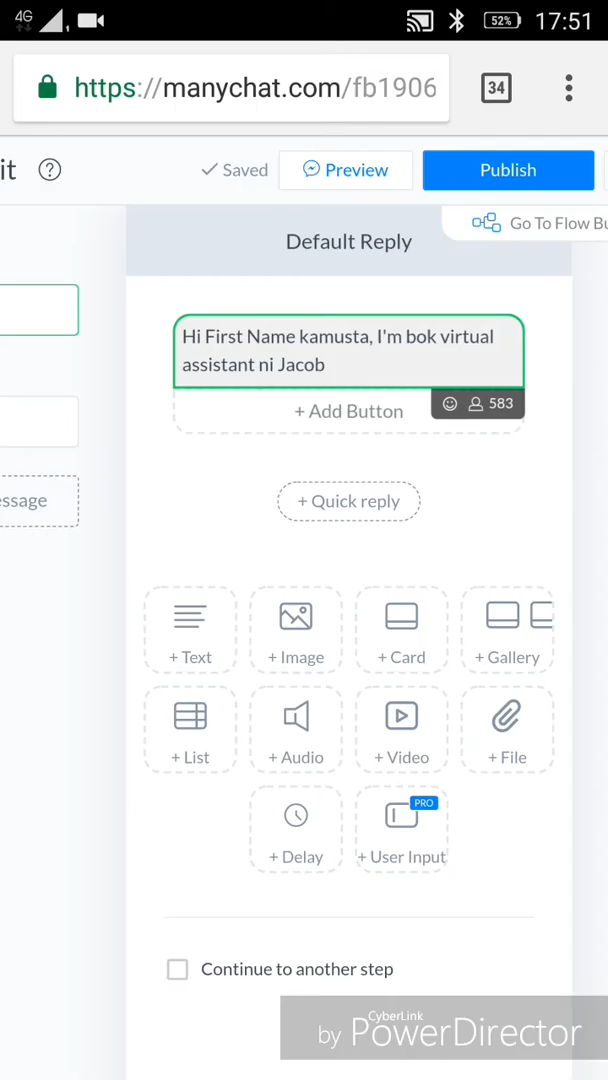 4G
52%
17:51
https://manychat.com/fb1906
34
it
?
Saved
Preview
Publish
Go To Flow Bu
Default Reply
Hi First Name kamusta, I'm bok virtual
assistant ni Jacob
583
+ Add Button
essage
+ Quick reply
+ Text
+ Image
+ Card
+ Gallery
+ List
+ Audio
+ Video
+ File
PRO
+ Delay
+ User Input
Continue to another step
CyberLink
by PowerDirector